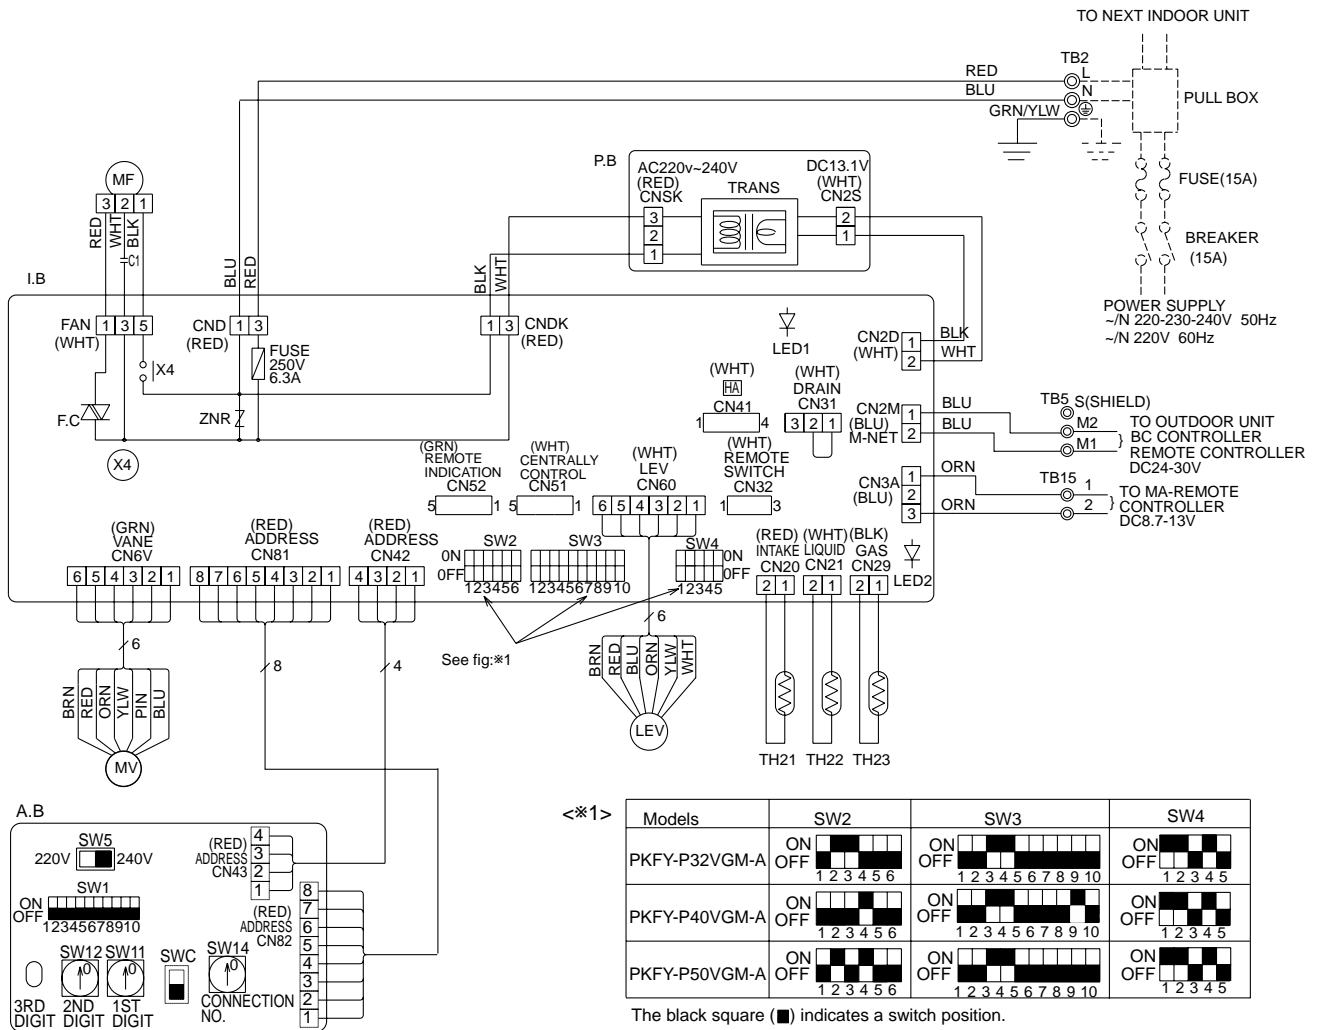 TO NEXT INDOOR UNIT
TB2
RED
L
BLU
N
GRN/YLW
PULL BOX
FUSE(15A)
BREAKER
(15A)
POWER SUPPLY
~/N 220-230-240V 50Hz
~/N 220V 60Hz
P.B
AC220v~240V
(RED)
CNSK
TRANS
DC13.1V
(WHT)
CN2S
3
2
1
2
1
MF
3 2 1
RED
WHT
BLK
C1
BLU
RED
BLK
WHT
I.B
FAN
(WHT)
1 3 5
CND
(RED)
1 3
1 3
CNDK
(RED)
FUSE
250V
6.3A
X4
F.C
ZNR
X4
LED1
CN2D
(WHT)
1
2
BLK
WHT
(WHT)
HA
CN41
1 4
(WHT)
DRAIN
CN31
3 2 1
CN2M
(BLU)
M-NET
1
2
BLU
BLU
TB5
S(SHIELD)
M2
M1
TO OUTDOOR UNIT
BC CONTROLLER
REMOTE CONTROLLER
DC24-30V
(GRN)
REMOTE
INDICATION
CN52
5 1
(WHT)
CENTRALLY
CONTROL
CN51
5 1
(WHT)
LEV
CN60
6 5 4 3 2 1
(WHT)
REMOTE
SWITCH
CN32
1 3
CN3A
(BLU)
1
2
3
ORN
ORN
TB15
1
2
TO MA-REMOTE
CONTROLLER
DC8.7-13V
(GRN)
VANE
CN6V
6 5 4 3 2 1
(RED)
ADDRESS
CN81
8 7 6 5 4 3 2 1
(RED)
ADDRESS
CN42
4 3 2 1
SW2
0N
0FF
123456
SW3
12345678910
SW4
0N
0FF
12345
(RED)
INTAKE
CN20
2 1
(WHT)
LIQUID
CN21
2 1
(BLK)
GAS
CN29
2 1
LED2
6
8
4
See fig:※1
6
BRN
RED
ORN
YLW
PIN
BLU
MV
BRN
RED
BLU
ORN
YLW
WHT
LEV
TH21
TH22
TH23
A.B
SW5
220V
240V
SW1
ON
OFF
12345678910
(RED)
ADDRESS
CN43
4
3
2
1
(RED)
ADDRESS
CN82
8
7
6
5
4
3
2
1
SW12
0
SW11
0
SWC
SW14
0
3RD
DIGIT
2ND
DIGIT
1ST
DIGIT
CONNECTION
NO.
<※1>
Models SW2 SW3 SW4
PKFY-P32VGM-A
ON
OFF
1 2 3 4 5 6
ON
OFF
1 2 3 4 5 6 7 8 9 10
ON
OFF
1 2 3 4 5
PKFY-P40VGM-A
ON
OFF
1 2 3 4 5 6
ON
OFF
1 2 3 4 5 6 7 8 9 10
ON
OFF
1 2 3 4 5
PKFY-P50VGM-A
ON
OFF
1 2 3 4 5 6
ON
OFF
1 2 3 4 5 6 7 8 9 10
ON
OFF
1 2 3 4 5
The black square (■) indicates a switch position.